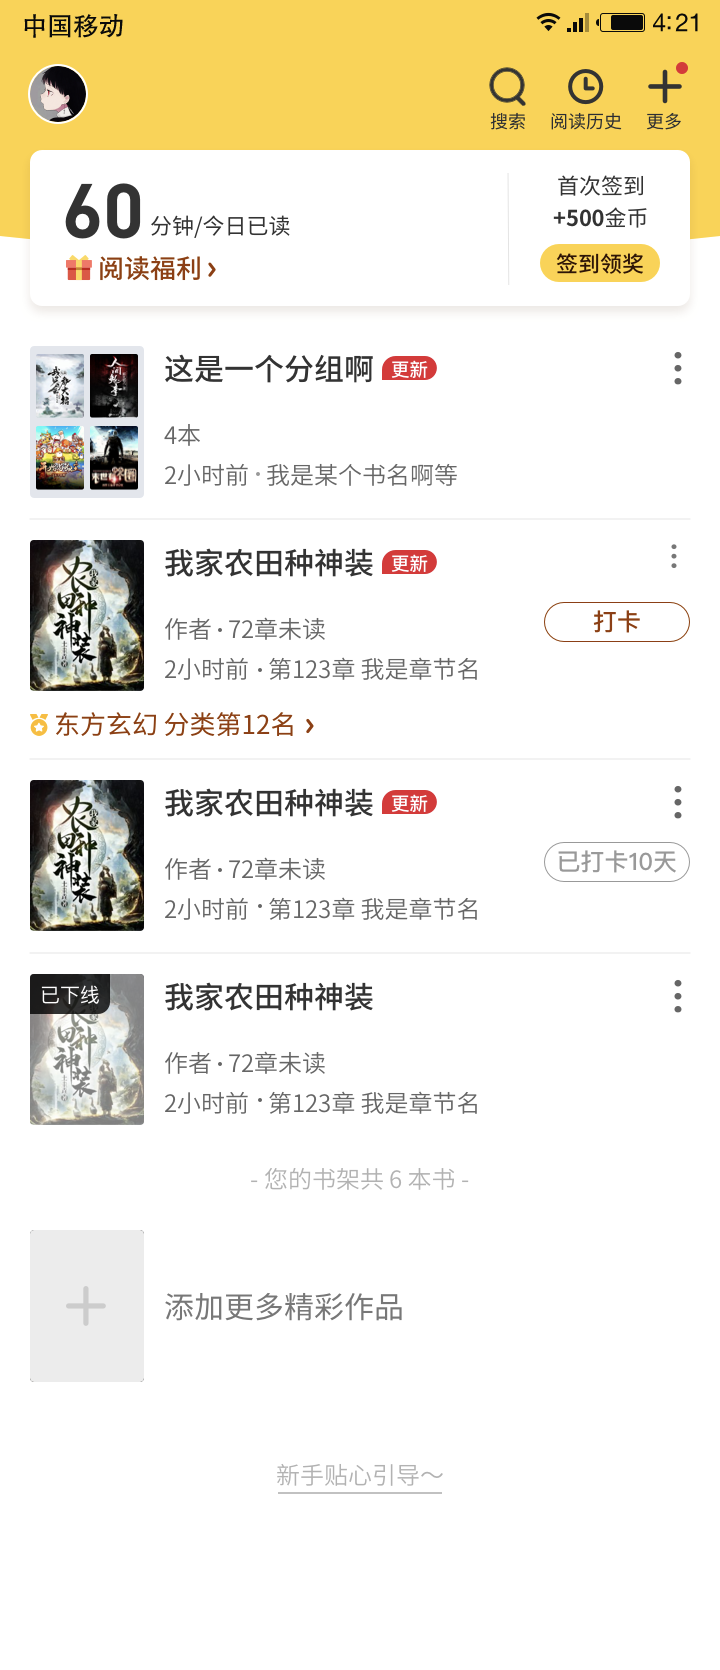 中国移动
4:21
搜索
阅读历史
更多
60 分钟/今日已读
阅读福利›
首次签到
+500金币
签到领奖
这是一个分组啊 更新
4本
2小时前·我是某个书名啊等
我家农田种神装 更新
作者·72章未读
打卡
2小时前·第123章 我是章节名
东方玄幻 分类第12名 ›
我家农田种神装 更新
作者·72章未读
已打卡10天
2小时前·第123章 我是章节名
已下线
我家农田种神装
作者·72章未读
2小时前·第123章 我是章节名
- 您的书架共 6 本书 -
添加更多精彩作品
新手贴心引导～